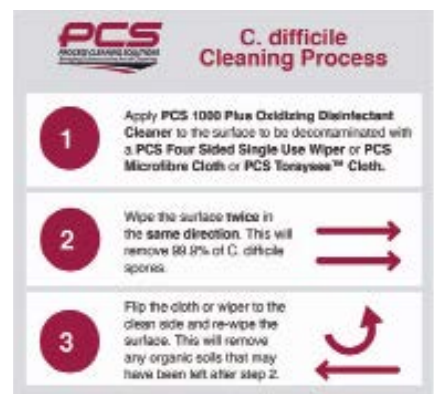 PCS
PROCESS CLEANING SOLUTIONS
C. difficile
Cleaning Process
1
Apply PCS 1000 Plus Oxidizing Disinfectant
Cleaner to the surface to be decontaminated with
a PCS Four Sided Single Use Wiper or PCS
Microfibre Cloth or PCS Toraysee™ Cloth.
2
Wipe the surface twice in
the same direction. This will
remove 99.9% of C. difficile
spores.
3
Flip the cloth or wiper to the
clean side and re-wipe the
surface. This will remove
any organic soils that may
have been left after step 2.